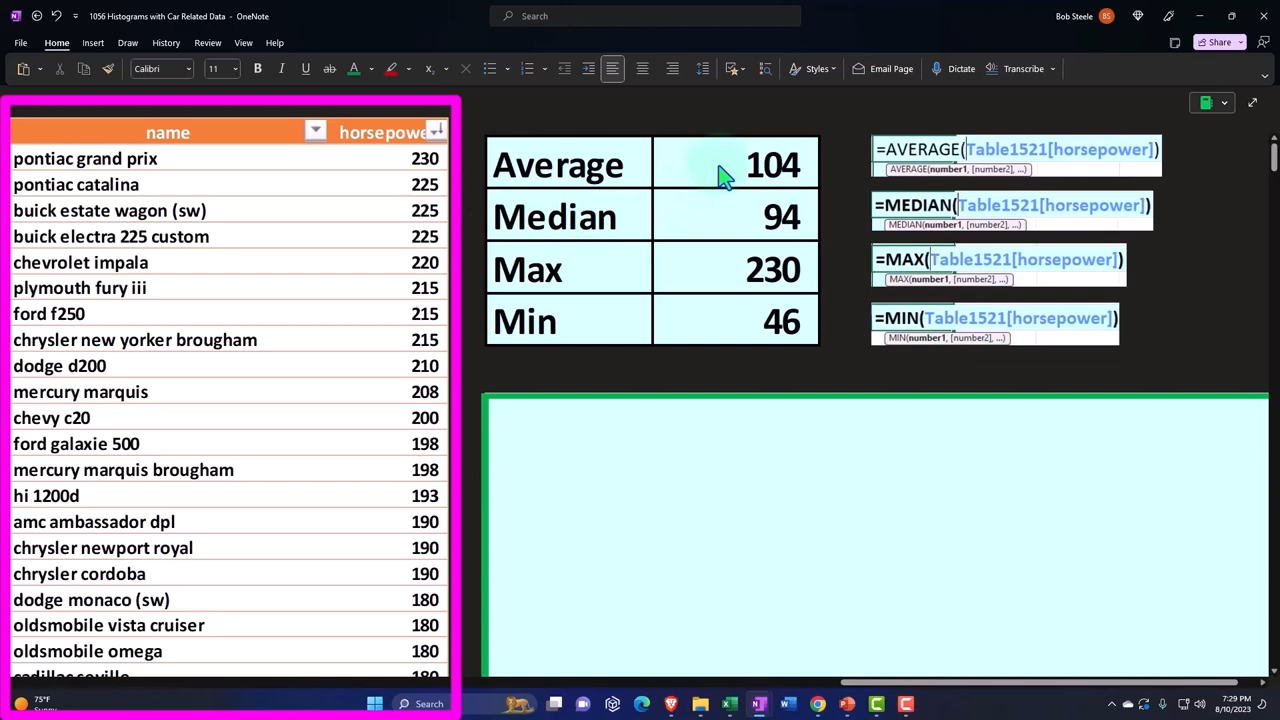 1056 Histograms with Car Related Data - OneNote
Search
Bob Steele
BS
File
Home
Insert
Draw
History
Review
View
Help
Share
Calibri
11
B
I
U
ab
A
Styles
Email Page
Dictate
Transcribe
name horsepowe
pontiac grand prix 230
pontiac catalina 225
buick estate wagon (sw) 225
buick electra 225 custom 225
chevrolet impala 220
plymouth fury iii 215
ford f250 215
chrysler new yorker brougham 215
dodge d200 210
mercury marquis 208
chevy c20 200
ford galaxie 500 198
mercury marquis brougham 198
hi 1200d 193
amc ambassador dpl 190
chrysler newport royal 190
chrysler cordoba 190
dodge monaco (sw) 180
oldsmobile vista cruiser 180
oldsmobile omega 180
cadillac seville 180
Average 104
Median 94
Max 230
Min 46
=AVERAGE(Table1521[horsepower])
AVERAGE(number1, [number2], ...)
=MEDIAN(Table1521[horsepower])
MEDIAN(number1, [number2], ...)
=MAX(Table1521[horsepower])
MAX(number1, [number2], ...)
=MIN(Table1521[horsepower])
MIN(number1, [number2], ...)
75°F
Sunny
Search
7:29 PM
8/10/2023